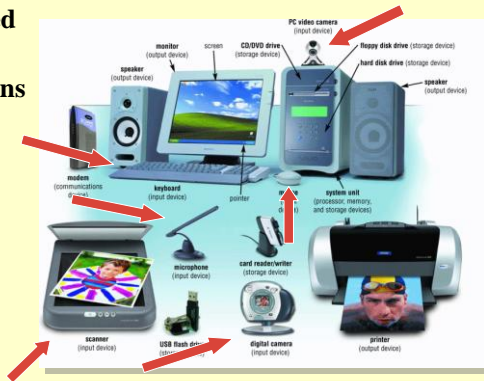 ed
ns
PC video camera
(input device)
monitor
(output device)
screen
CD/DVD drive
(storage device)
floppy disk drive (storage device)
hard disk drive (storage device)
speaker
(output device)
speaker
(output device)
modem
(communications
keyboard
(input device)
pointer
system unit
(processor, memory,
and storage devices)
microphone
(input device)
card reader/writer
(storage device)
scanner
(input device)
USB flash
digital camera
(input device)
printer
(output device)